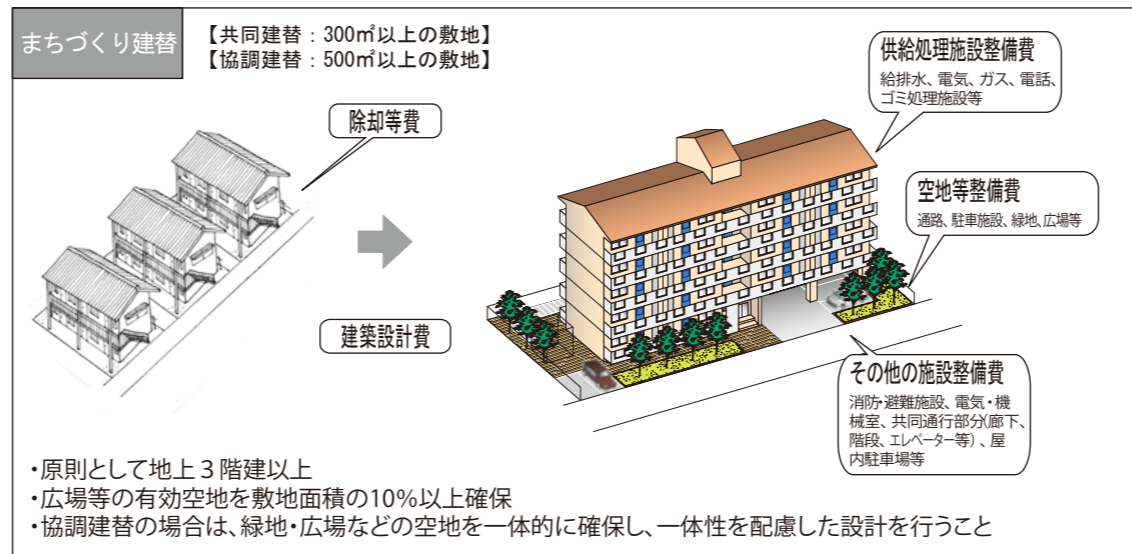 まちづくり建替
【共同建替：300㎡以上の敷地】
【協調建替：500㎡以上の敷地】
除却等費
建築設計費
供給処理施設整備費
給排水、電気、ガス、電話、
ゴミ処理施設等
空地等整備費
通路、駐車施設、緑地、広場等
その他の施設整備費
消防・避難施設、電気・機
械室、共同通行部分(廊下、
階段、エレベーター等)、屋
内駐車場等
・原則として地上３階建以上
・広場等の有効空地を敷地面積の10%以上確保
・協調建替の場合は、緑地・広場などの空地を一体的に確保し、一体性を配慮した設計を行うこと